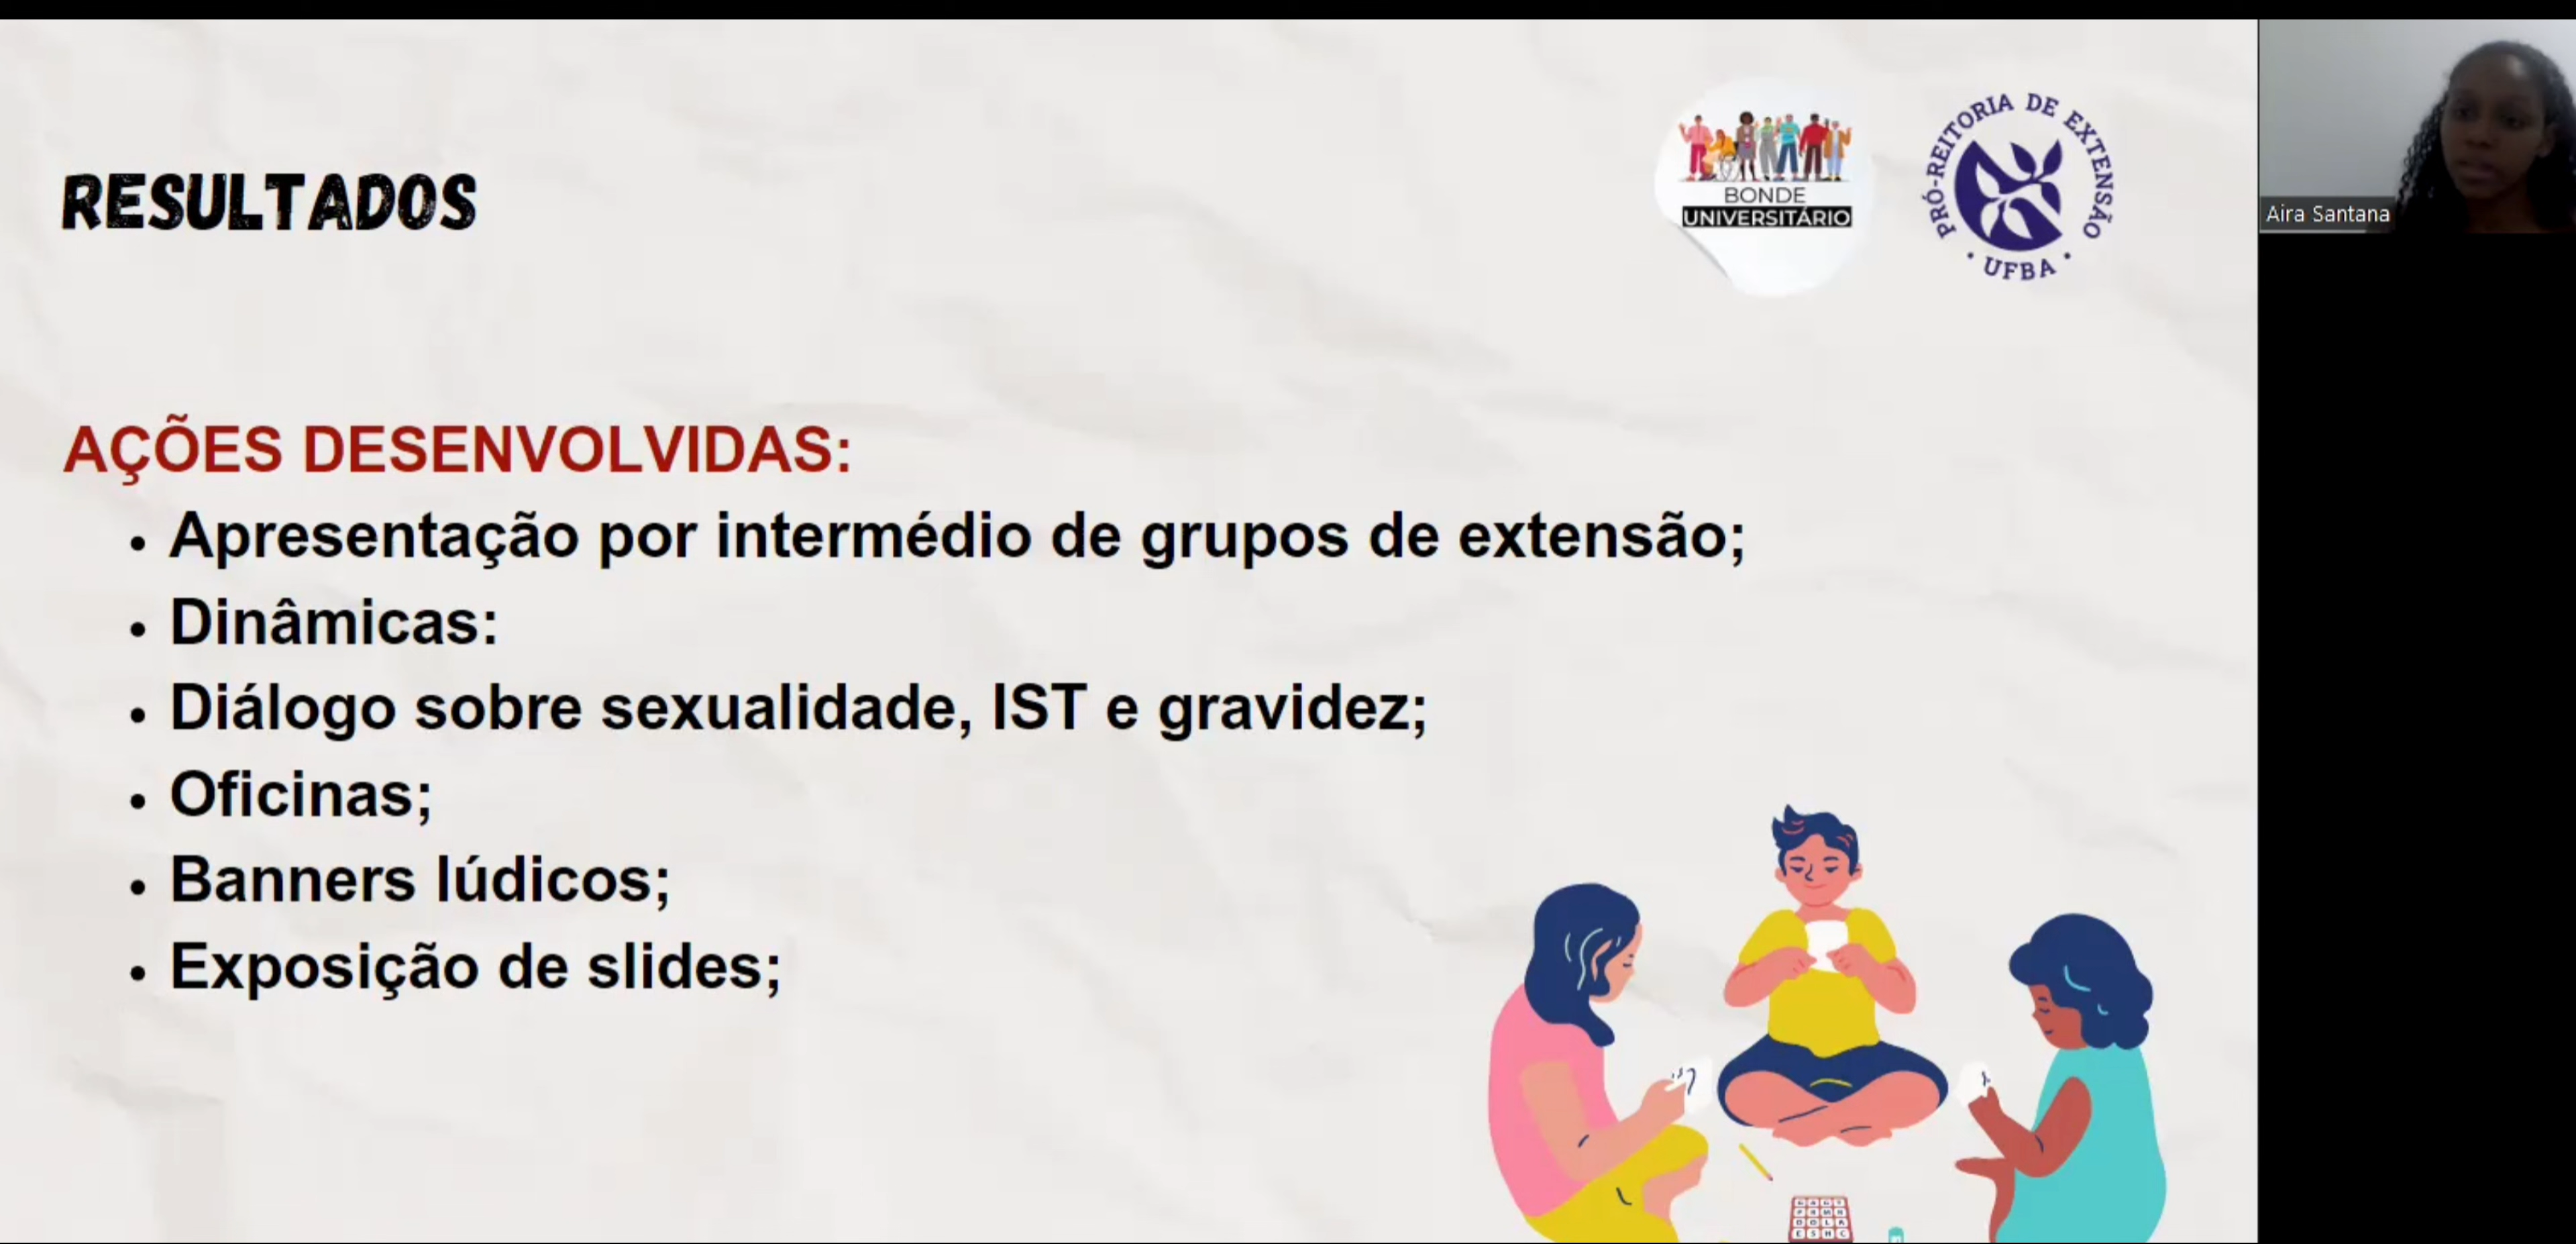 RESULTADOS
BONDE
UNIVERSITÁRIO
PRÓ-REITORIA DE EXTENSÃO
· UFBA ·
Aira Santana
AÇÕES DESENVOLVIDAS:
• Apresentação por intermédio de grupos de extensão;
• Dinâmicas:
• Diálogo sobre sexualidade, IST e gravidez;
• Oficinas;
• Banners lúdicos;
• Exposição de slides;